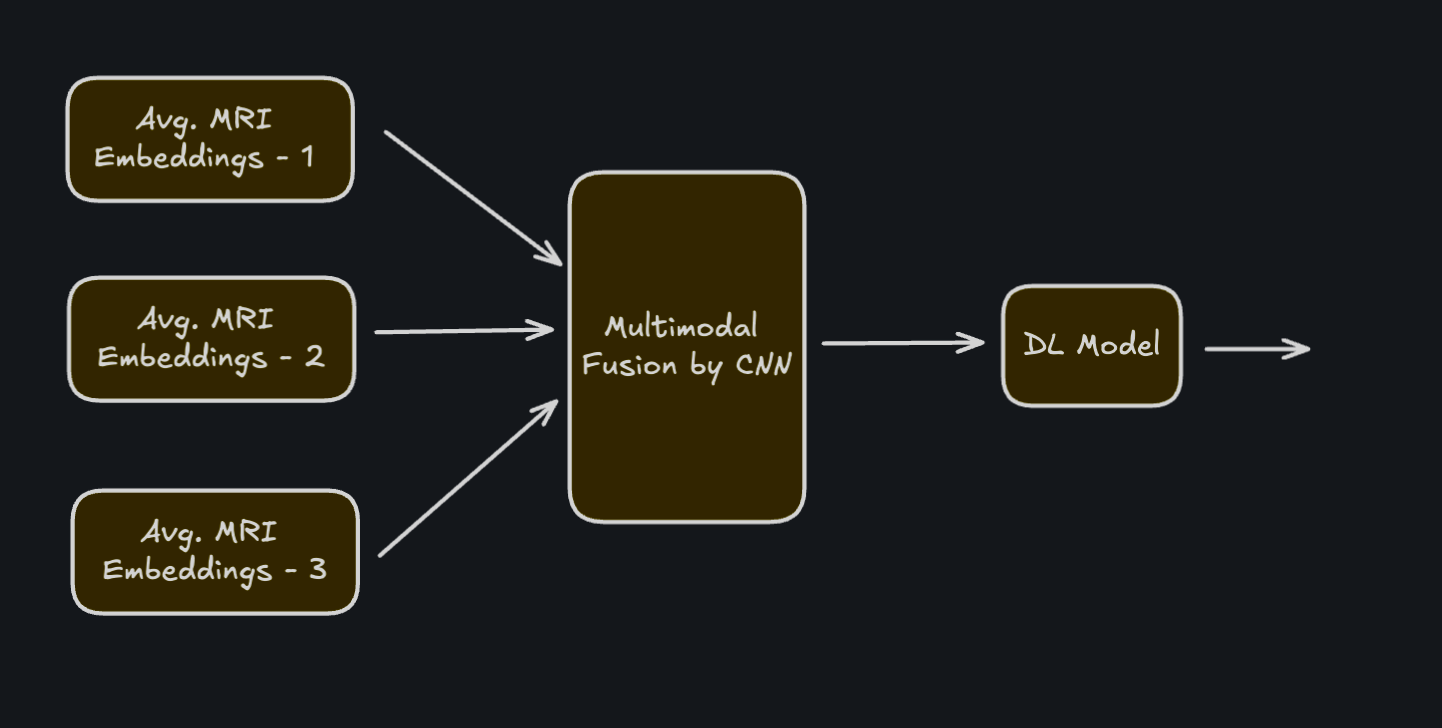 Avg. MRI
Embeddings - 1
Avg. MRI
Embeddings - 2
Avg. MRI
Embeddings - 3
Multimodal
Fusion by CNN
DL Model